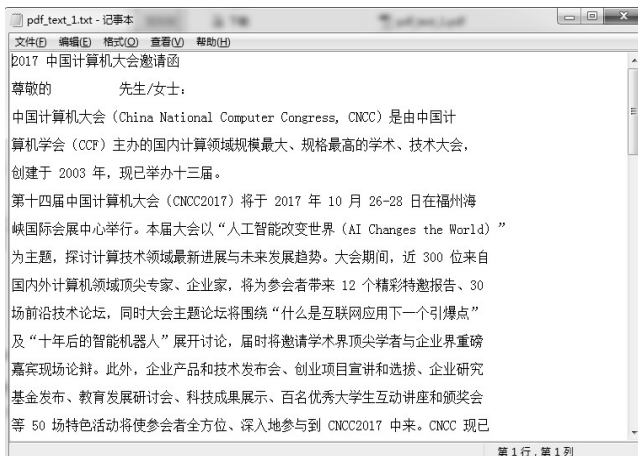 pdf_text_1.txt - 记事本
文件(F) 编辑(E) 格式(O) 查看(V) 帮助(H)
2017 中国计算机大会邀请函
尊敬的 先生/女士:
中国计算机大会（China National Computer Congress, CNCC）是由中国计
算机学会（CCF）主办的国内计算领域规模最大、规格最高的学术、技术大会，
创建于 2003 年，现已举办十三届。
第十四届中国计算机大会（CNCC2017）将于 2017 年 10 月 26-28 日在福州海
峡国际会展中心举行。本届大会以“人工智能改变世界（AI Changes the World）”
为主题，探讨计算技术领域最新进展与未来发展趋势。大会期间，近 300 位来自
国内外计算机领域顶尖专家、企业家，将为参会者带来 12 个精彩特邀报告、30
场前沿技术论坛，同时大会主题论坛将围绕“什么是互联网应用下一个引爆点”
及“十年后的智能机器人”展开讨论，届时将邀请学术界顶尖学者与企业界重磅
嘉宾现场论辩。此外，企业产品和技术发布会、创业项目宣讲和选拔、企业研究
基金发布、教育发展研讨会、科技成果展示、百名优秀大学生互动讲座和颁奖会
等 50 场特色活动将使参会者全方位、深入地参与到 CNCC2017 中来。CNCC 现已
第 1 行，第 1 列